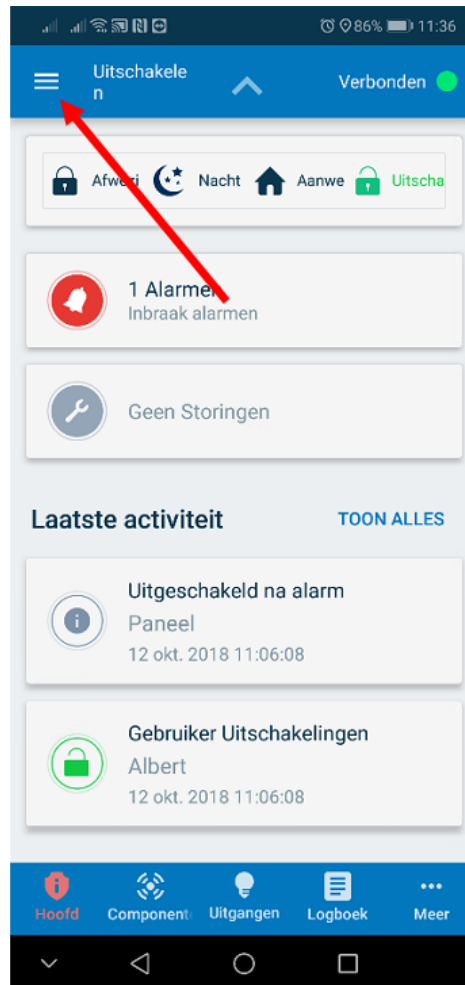 86% 11:36
Uitschakele
n
Verbonden
Afwezi Nacht Aanwe Uitscha
1 Alarmen
Inbraak alarmen
Geen Storingen
Laatste activiteit TOON ALLES
Uitgeschakeld na alarm
Paneel
12 okt. 2018 11:06:08
Gebruiker Uitschakelingen
Albert
12 okt. 2018 11:06:08
Hoofd Component Uitgangen Logboek Meer